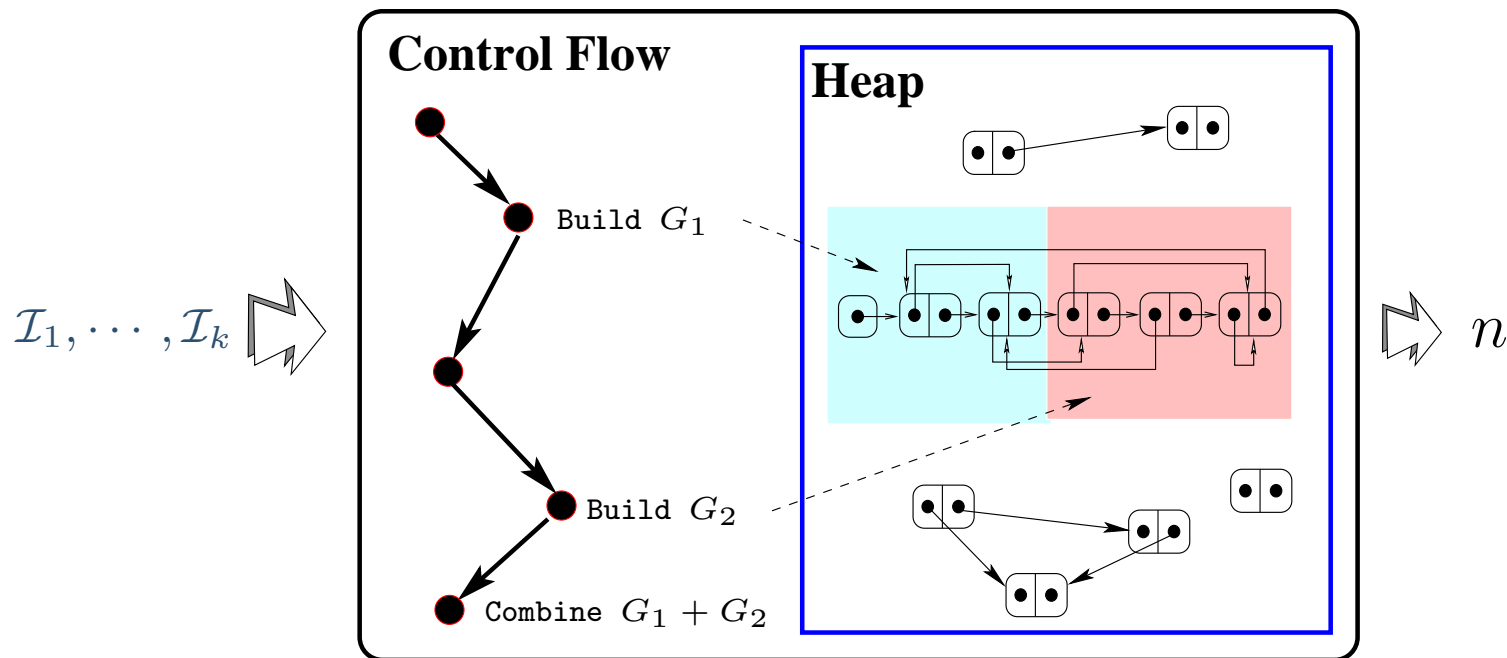 Control Flow
Heap
Build G₁
ℐ₁, ⋯ , ℐₖ
n
Build G₂
Combine G₁ + G₂